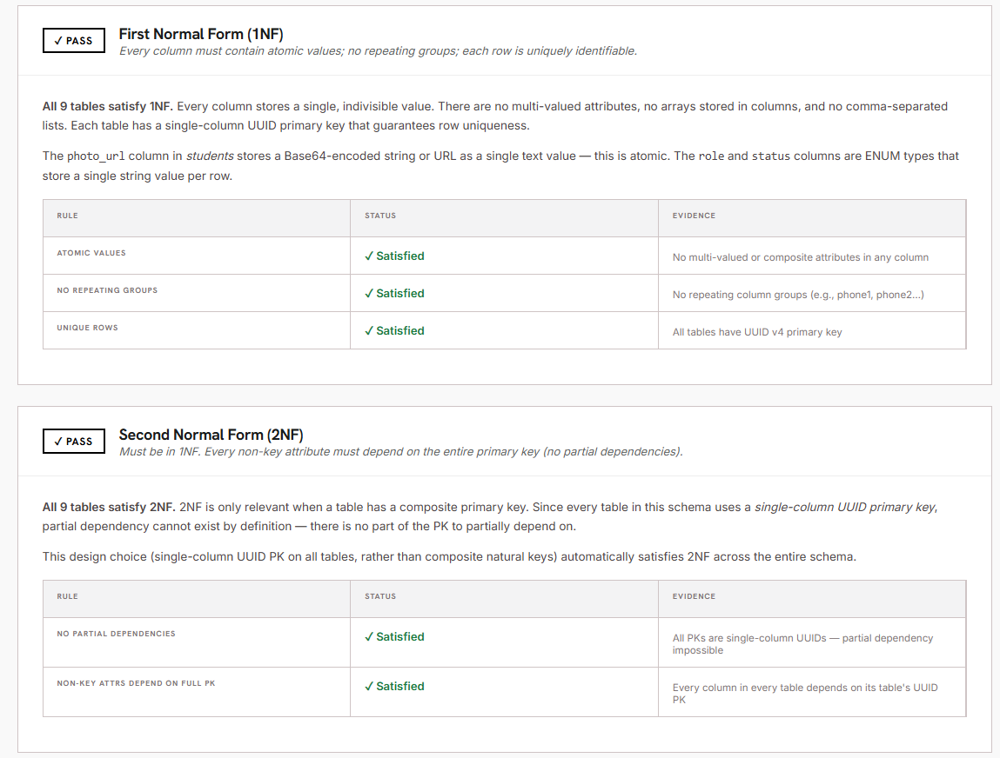 ✓ PASS
First Normal Form (1NF)
Every column must contain atomic values; no repeating groups; each row is uniquely identifiable.
All 9 tables satisfy 1NF. Every column stores a single, indivisible value. There are no multi-valued attributes, no arrays stored in columns, and no comma-separated
lists. Each table has a single-column UUID primary key that guarantees row uniqueness.
The photo_url column in students stores a Base64-encoded string or URL as a single text value — this is atomic. The role and status columns are ENUM types that
store a single string value per row.
RULE STATUS EVIDENCE
ATOMIC VALUES ✓ Satisfied No multi-valued or composite attributes in any column
NO REPEATING GROUPS ✓ Satisfied No repeating column groups (e.g., phone1, phone2...)
UNIQUE ROWS ✓ Satisfied All tables have UUID v4 primary key
✓ PASS
Second Normal Form (2NF)
Must be in 1NF. Every non-key attribute must depend on the entire primary key (no partial dependencies).
All 9 tables satisfy 2NF. 2NF is only relevant when a table has a composite primary key. Since every table in this schema uses a single-column UUID primary key,
partial dependency cannot exist by definition — there is no part of the PK to partially depend on.
This design choice (single-column UUID PK on all tables, rather than composite natural keys) automatically satisfies 2NF across the entire schema.
RULE STATUS EVIDENCE
NO PARTIAL DEPENDENCIES ✓ Satisfied All PKs are single-column UUIDs — partial dependency
impossible
NON-KEY ATTRS DEPEND ON FULL PK ✓ Satisfied Every column in every table depends on its table's UUID
PK